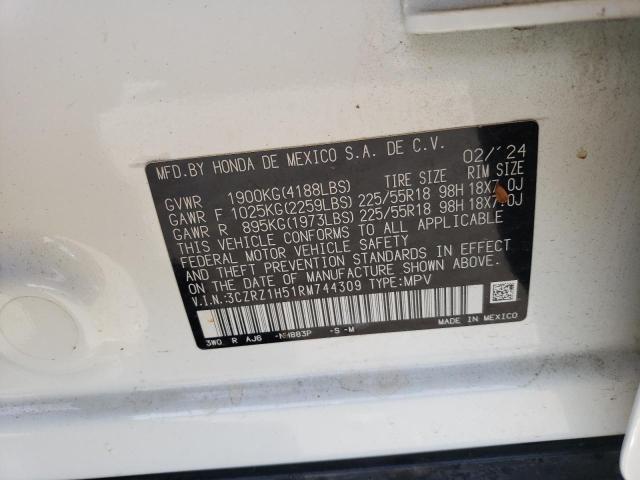 MFD.BY HONDA DE MEXICO S.A. DE C.V. 02/'24
TIRE SIZE RIM SIZE
GVWR 1900KG(4188LBS)
GAWR F 1025KG(2259LBS) 225/55R18 98H 18X7.0J
GAWR R 895KG(1973LBS) 225/55R18 98H 18X7.0J
THIS VEHICLE CONFORMS TO ALL APPLICABLE
FEDERAL MOTOR VEHICLE SAFETY
AND THEFT PREVENTION STANDARDS IN EFFECT
ON THE DATE OF MANUFACTURE SHOWN ABOVE.
V.I.N.:3CZRZ1H51RM744309 TYPE:MPV
3W0 R AJ6 -NH883P -S -M
MADE IN MEXICO